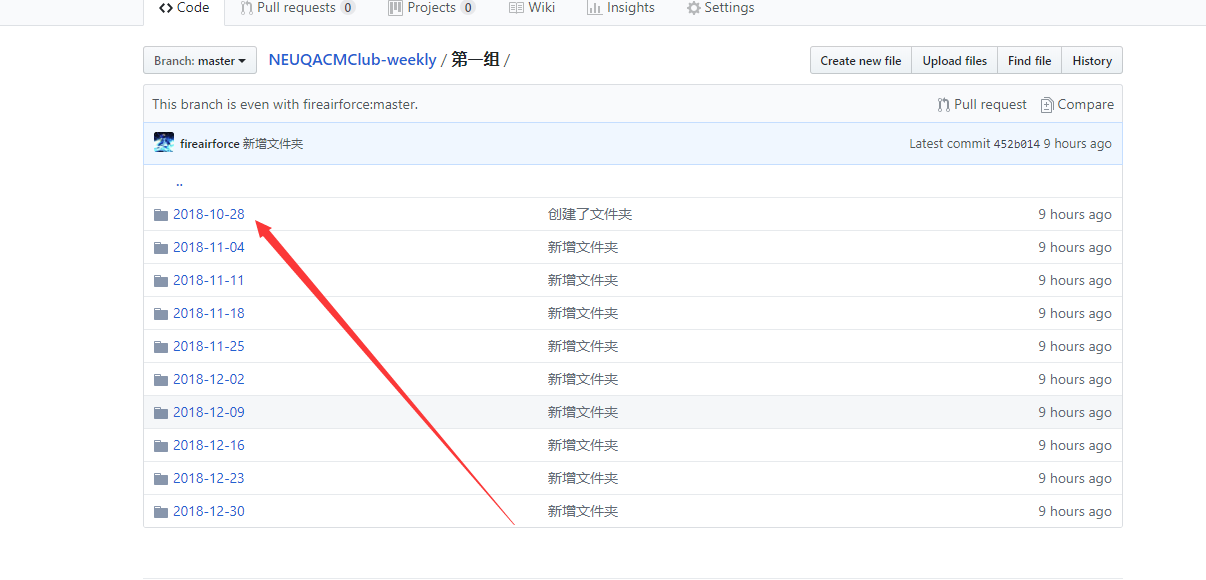 Code Pull requests 0 Projects 0 Wiki Insights Settings
Branch: master NEUQACMClub-weekly / 第一组 / Create new file Upload files Find file History
This branch is even with fireairforce:master. Pull request Compare
fireairforce 新增文件夹 Latest commit 452b014 9 hours ago
..
2018-10-28 创建了文件夹 9 hours ago
2018-11-04 新增文件夹 9 hours ago
2018-11-11 新增文件夹 9 hours ago
2018-11-18 新增文件夹 9 hours ago
2018-11-25 新增文件夹 9 hours ago
2018-12-02 新增文件夹 9 hours ago
2018-12-09 新增文件夹 9 hours ago
2018-12-16 新增文件夹 9 hours ago
2018-12-23 新增文件夹 9 hours ago
2018-12-30 新增文件夹 9 hours ago